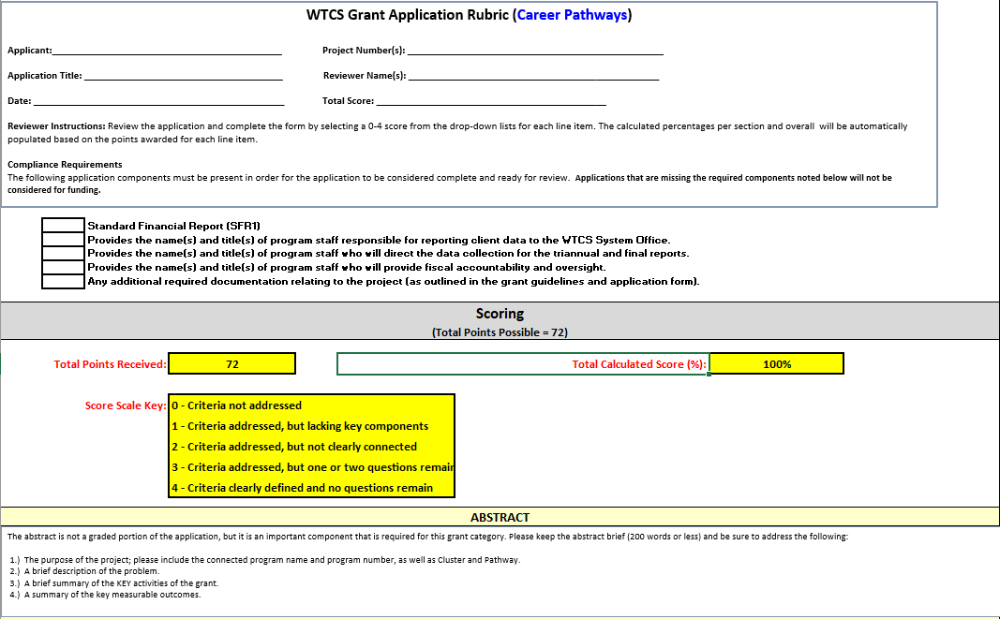 WTCS Grant Application Rubric (Career Pathways)
Applicant:
Project Number(s):
Application Title:
Reviewer Name(s):
Date:
Total Score:
Reviewer Instructions: Review the application and complete the form by selecting a 0-4 score from the drop-down lists for each line item. The calculated percentages per section and overall will be automatically
populated based on the points awarded for each line item.
Compliance Requirements
The following application components must be present in order for the application to be considered complete and ready for review. Applications that are missing the required components noted below will not be
considered for funding.
Standard Financial Report (SFR1)
Provides the name(s) and title(s) of program staff responsible for reporting client data to the WTCS System Office.
Provides the name(s) and title(s) of program staff who will direct the data collection for the triannual and final reports.
Provides the name(s) and title(s) of program staff who will provide fiscal accountability and oversight.
Any additional required documentation relating to the project (as outlined in the grant guidelines and application form).
Scoring
(Total Points Possible = 72)
Total Points Received: 72
Total Calculated Score (%): 100%
Score Scale Key:
0 - Criteria not addressed
1 - Criteria addressed, but lacking key components
2 - Criteria addressed, but not clearly connected
3 - Criteria addressed, but one or two questions remain
4 - Criteria clearly defined and no questions remain
ABSTRACT
The abstract is not a graded portion of the application, but it is an important component that is required for this grant category. Please keep the abstract brief (200 words or less) and be sure to address the following:
1.) The purpose of the project; please include the connected program name and program number, as well as Cluster and Pathway.
2.) A brief description of the problem.
3.) A brief summary of the KEY activities of the grant.
4.) A summary of the key measurable outcomes.